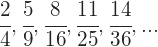 2/4, 5/9, 8/16, 11/25, 14/36, ...